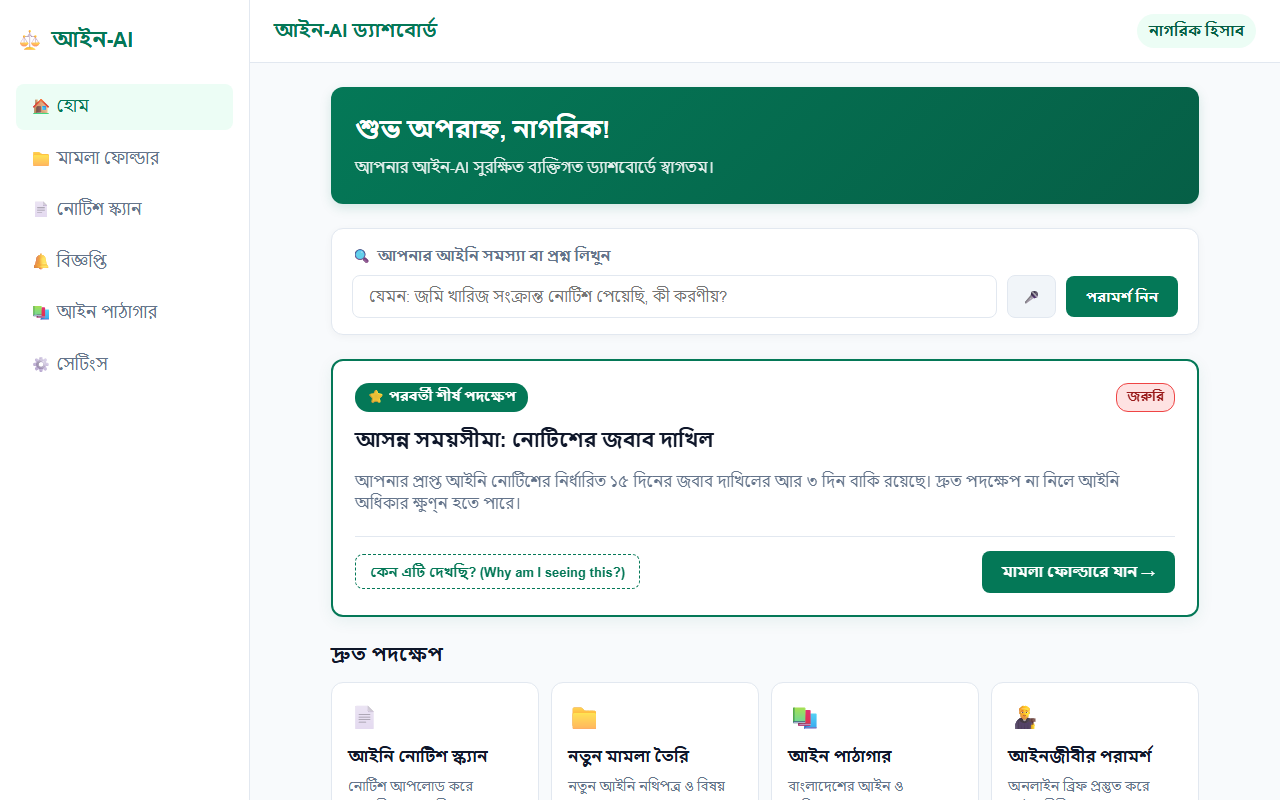 আইন-AI
হোম
মামলা ফোল্ডার
নোটিশ স্ক্যান
বিজ্ঞপ্তি
আইন পাঠাগার
সেটিংস
আইন-AI ড্যাশবোর্ড
নাগরিক হিসাব
শুভ অপরাহ্ন, নাগরিক!
আপনার আইন-AI সুরক্ষিত ব্যক্তিগত ড্যাশবোর্ডে স্বাগতম।
আপনার আইনি সমস্যা বা প্রশ্ন লিখুন
যেমন: জমি খারিজ সংক্রান্ত নোটিশ পেয়েছি, কী করণীয়?
পরামর্শ নিন
পরবর্তী শীর্ষ পদক্ষেপ
জরুরি
আসন্ন সময়সীমা: নোটিশের জবাব দাখিল
আপনার প্রাপ্ত আইনি নোটিশের নির্ধারিত ১৫ দিনের জবাব দাখিলের আর ৩ দিন বাকি রয়েছে। দ্রুত পদক্ষেপ না নিলে আইনি
অধিকার ক্ষুণ্ন হতে পারে।
কেন এটি দেখছি? (Why am I seeing this?)
মামলা ফোল্ডারে যান →
দ্রুত পদক্ষেপ
আইনি নোটিশ স্ক্যান
নোটিশ আপলোড করে
নতুন মামলা তৈরি
নতুন আইনি নথিপত্র ও বিষয়
আইন পাঠাগার
বাংলাদেশের আইন ও
আইনজীবীর পরামর্শ
অনলাইন ব্রিফ প্রস্তুত করে